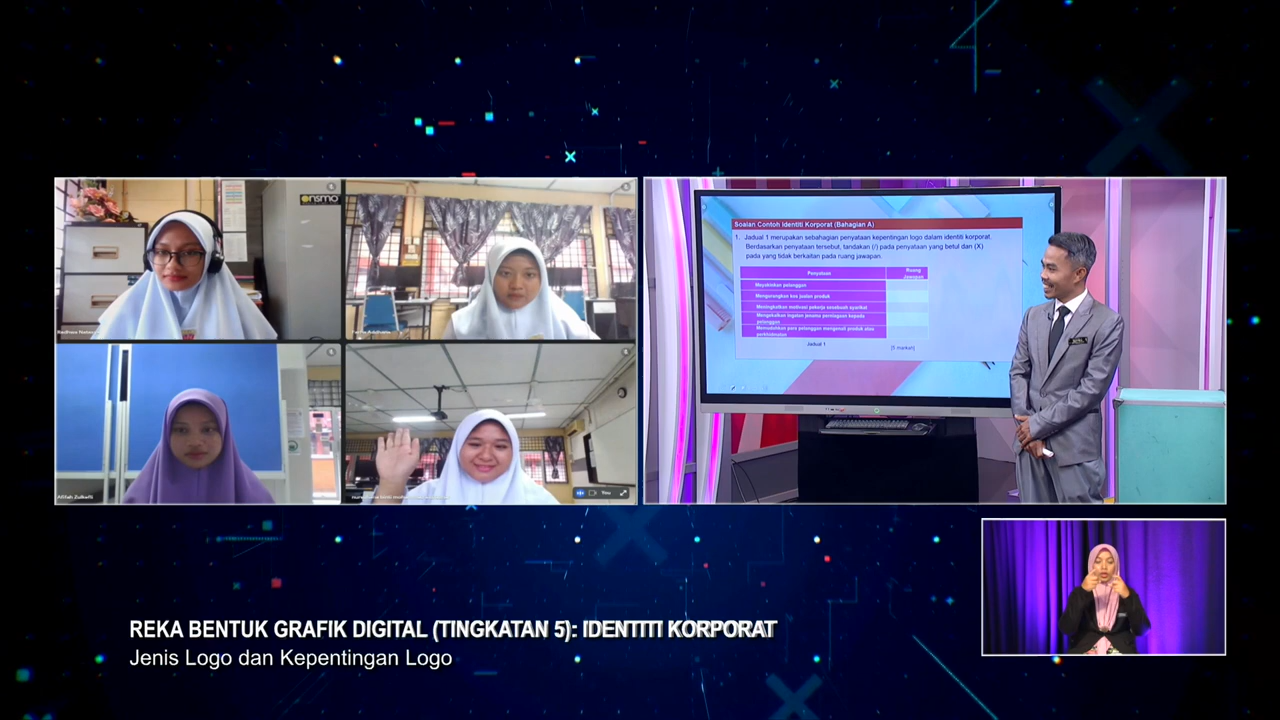 nsmo
Afifah Zulkefli
You
Soalan Contoh Identiti Korporat (Bahagian A)
1. Jadual 1 merupakan sebahagian penyataan kepentingan logo dalam identiti korporat.
Berdasarkan penyataan tersebut, tandakan (/) pada penyataan yang betul dan (X)
pada yang tidak berkaitan pada ruang jawapan.
Penyataan
Ruang
Jawapan
Meyakinkan pelanggan
Mengurangkan kos jualan produk
Meningkatkan motivasi pekerja sesebuah syarikat
Mengekalkan ingatan jenama perniagaan kepada
pelanggan
Memudahkan para pelanggan mengenali produk atau
perkhidmatan
Jadual 1
[5 markah]
REKA BENTUK GRAFIK DIGITAL (TINGKATAN 5): IDENTITI KORPORAT
Jenis Logo dan Kepentingan Logo